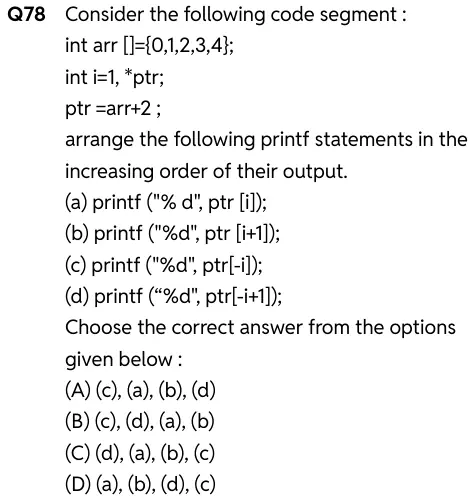 Q78 Consider the following code segment :
int arr []={0,1,2,3,4};
int i=1, *ptr;
ptr =arr+2 ;
arrange the following printf statements in the
increasing order of their output.
(a) printf ("% d", ptr [i]);
(b) printf ("%d", ptr [i+1]);
(c) printf ("%d", ptr[-i]);
(d) printf (“%d", ptr[-i+1]);
Choose the correct answer from the options
given below :
(A) (c), (a), (b), (d)
(B) (c), (d), (a), (b)
(C) (d), (a), (b), (c)
(D) (a), (b), (d), (c)